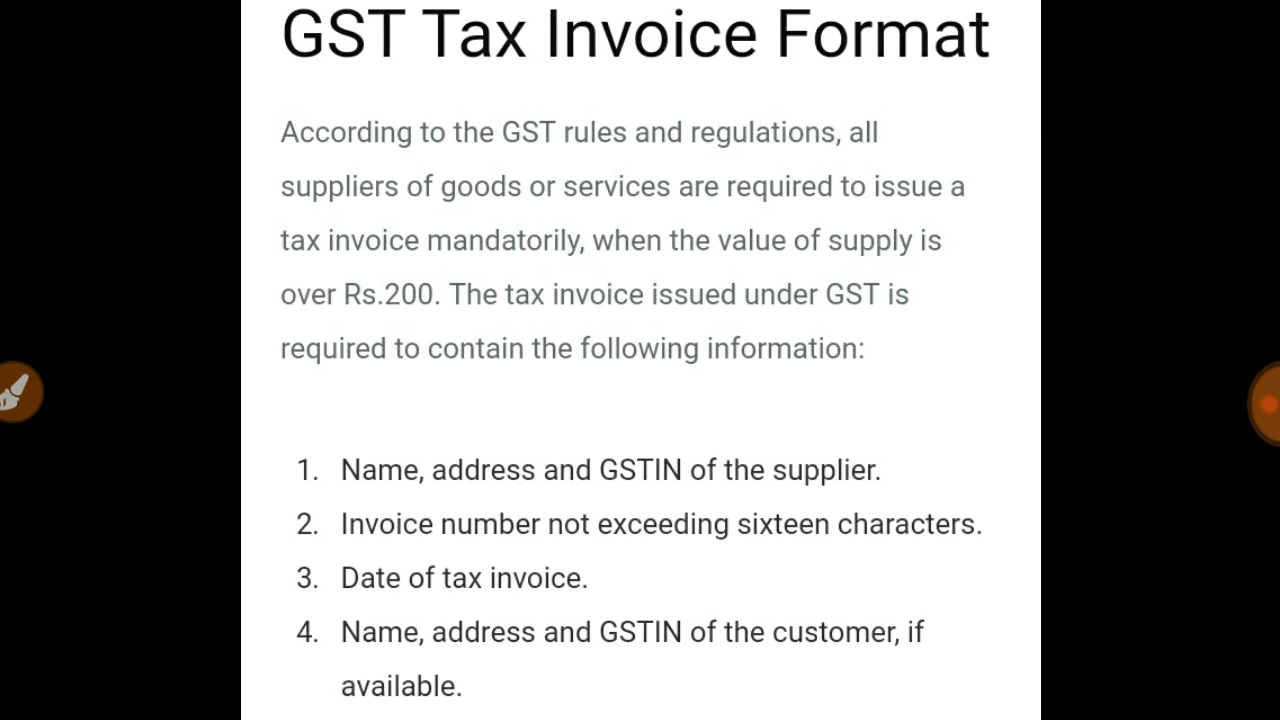 GST Tax Invoice Format
According to the GST rules and regulations, all
suppliers of goods or services are required to issue a
tax invoice mandatorily, when the value of supply is
over Rs.200. The tax invoice issued under GST is
required to contain the following information:
1. Name, address and GSTIN of the supplier.
2. Invoice number not exceeding sixteen characters.
3. Date of tax invoice.
4. Name, address and GSTIN of the customer, if
available.